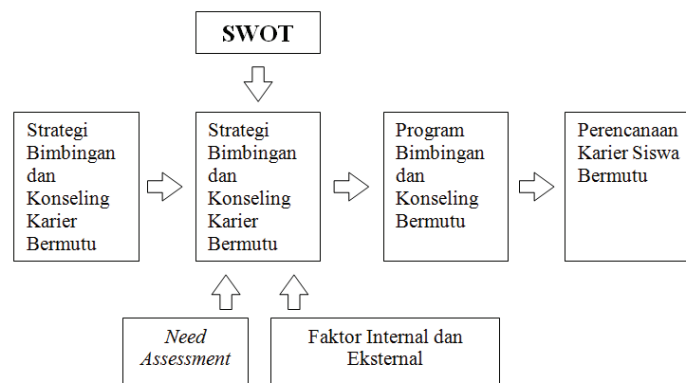 SWOT
Strategi
Bimbingan
dan
Konseling
Karier
Bermutu
Strategi
Bimbingan
dan
Konseling
Karier
Bermutu
Program
Bimbingan
dan
Konseling
Bermutu
Perencanaan
Karier Siswa
Bermutu
Need
Assessment
Faktor Internal dan
Eksternal